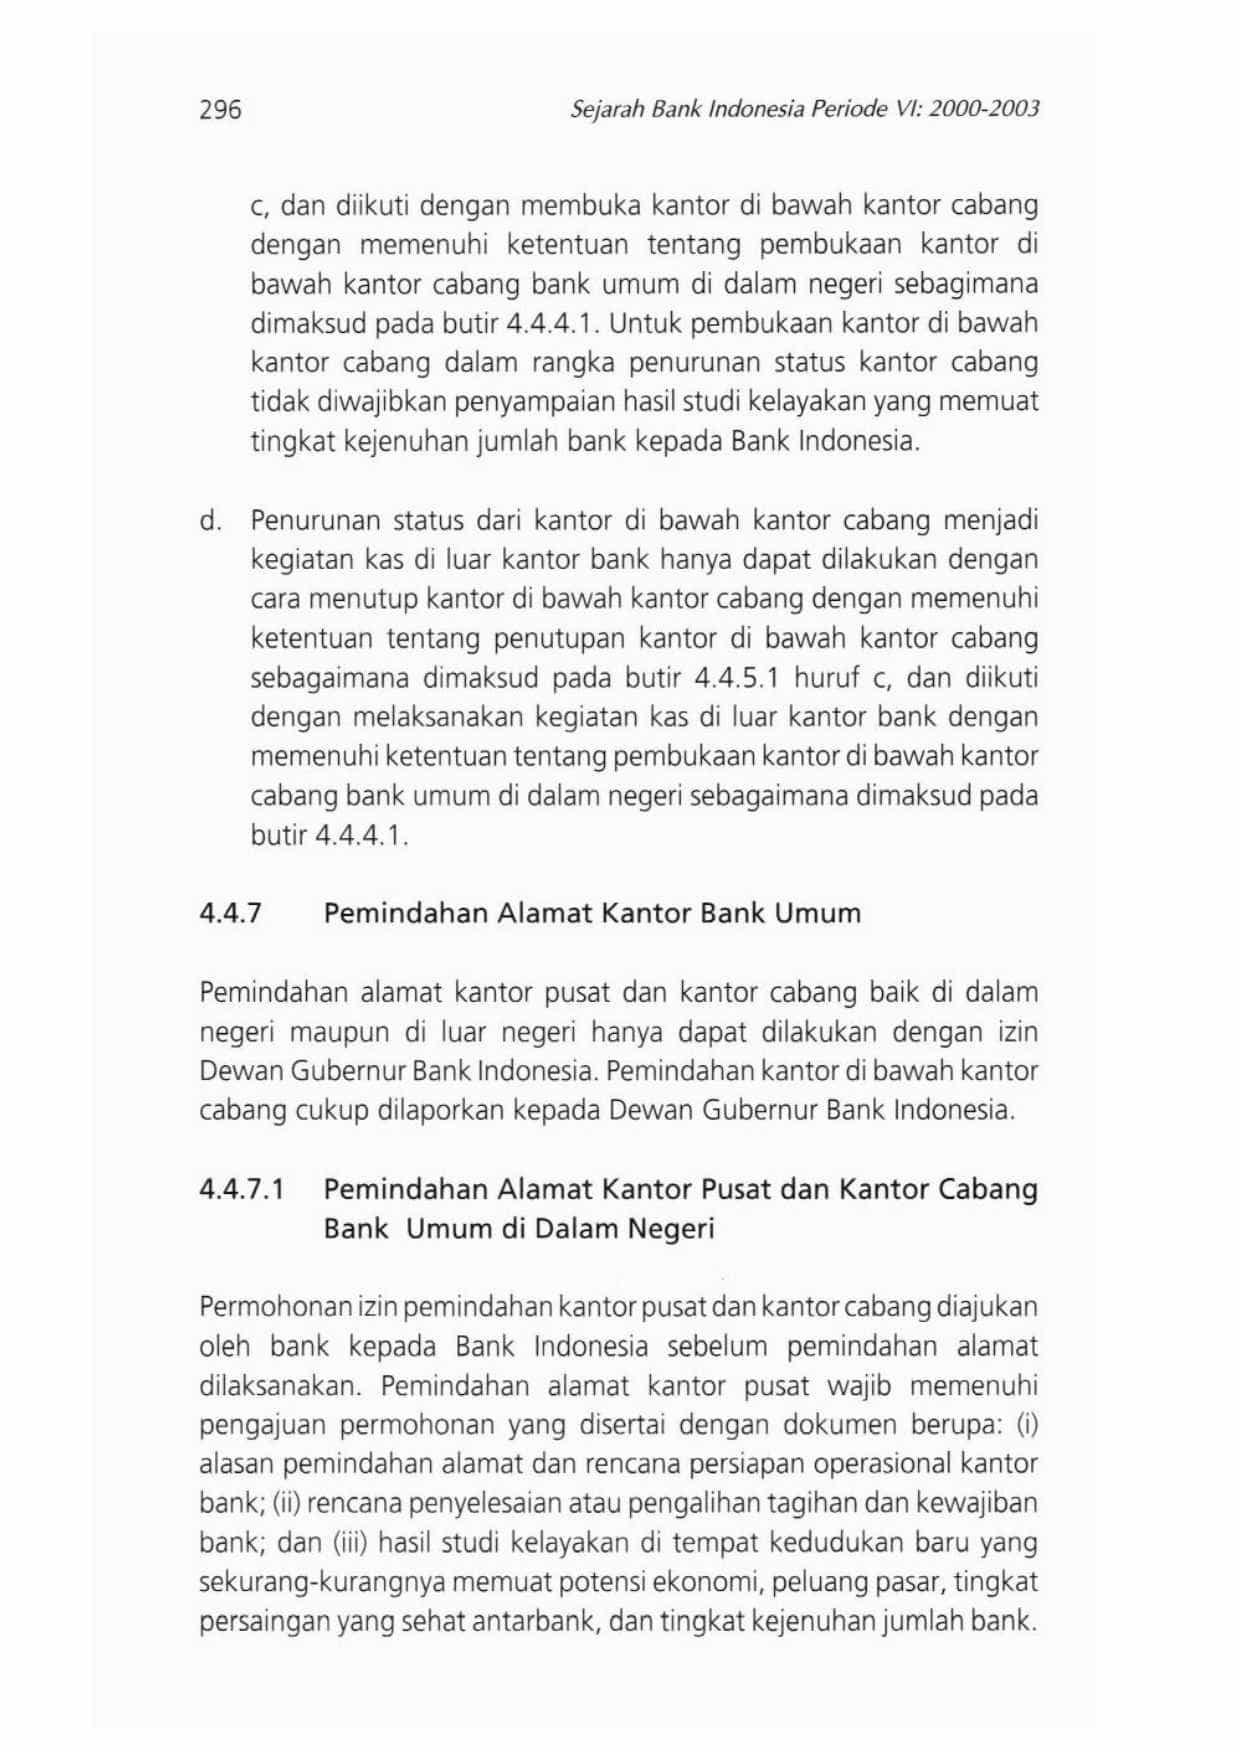 296
Sejarah Bank Indonesia Periode VI: 2000-2003
c, dan diikuti dengan membuka kantor di bawah kantor cabang
dengan memenuhi ketentuan tentang pembukaan kantor di
bawah kantor cabang bank umum di dalam negeri sebagimana
dimaksud pada butir 4.4.4.1. Untuk pembukaan kantor di bawah
kantor cabang dalam rangka penurunan status kantor cabang
tidak diwajibkan penyampaian hasil studi kelayakan yang memuat
tingkat kejenuhan jumlah bank kepada Bank Indonesia.
d. Penurunan status dari kantor di bawah kantor cabang menjadi
kegiatan kas di luar kantor bank hanya dapat dilakukan dengan
cara menutup kantor di bawah kantor cabang dengan memenuhi
ketentuan tentang penutupan kantor di bawah kantor cabang
sebagaimana dimaksud pada butir 4.4.5.1 huruf c, dan diikuti
dengan melaksanakan kegiatan kas di luar kantor bank dengan
memenuhi ketentuan tentang pembukaan kantor di bawah kantor
cabang bank umum di dalam negeri sebagaimana dimaksud pada
butir 4.4.4.1.
4.4.7 Pemindahan Alamat Kantor Bank Umum
Pemindahan alamat kantor pusat dan kantor cabang baik di dalam
negeri maupun di luar negeri hanya dapat dilakukan dengan izin
Dewan Gubernur Bank Indonesia. Pemindahan kantor di bawah kantor
cabang cukup dilaporkan kepada Dewan Gubernur Bank Indonesia.
4.4.7.1 Pemindahan Alamat Kantor Pusat dan Kantor Cabang
Bank Umum di Dalam Negeri
Permohonan izin pemindahan kantor pusat dan kantor cabang diajukan
oleh bank kepada Bank Indonesia sebelum pemindahan alamat
dilaksanakan. Pemindahan alamat kantor pusat wajib memenuhi
pengajuan permohonan yang disertai dengan dokumen berupa: (i)
alasan pemindahan alamat dan rencana persiapan operasional kantor
bank; (ii) rencana penyelesaian atau pengalihan tagihan dan kewajiban
bank; dan (iii) hasil studi kelayakan di tempat kedudukan baru yang
sekurang-kurangnya memuat potensi ekonomi, peluang pasar, tingkat
persaingan yang sehat antarbank, dan tingkat kejenuhan jumlah bank.